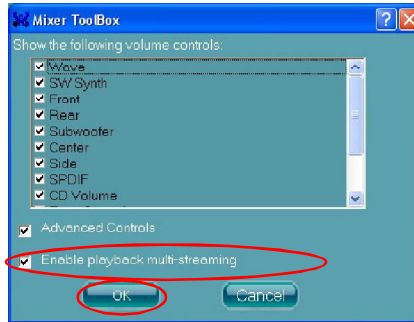 Mixer ToolBox
Show the following volume controls:
Wave
SW Synth
Front
Rear
Subwoofer
Center
Side
SPDIF
CD Volume
Advanced Controls
Enable playback multi-streaming
OK
Cancel